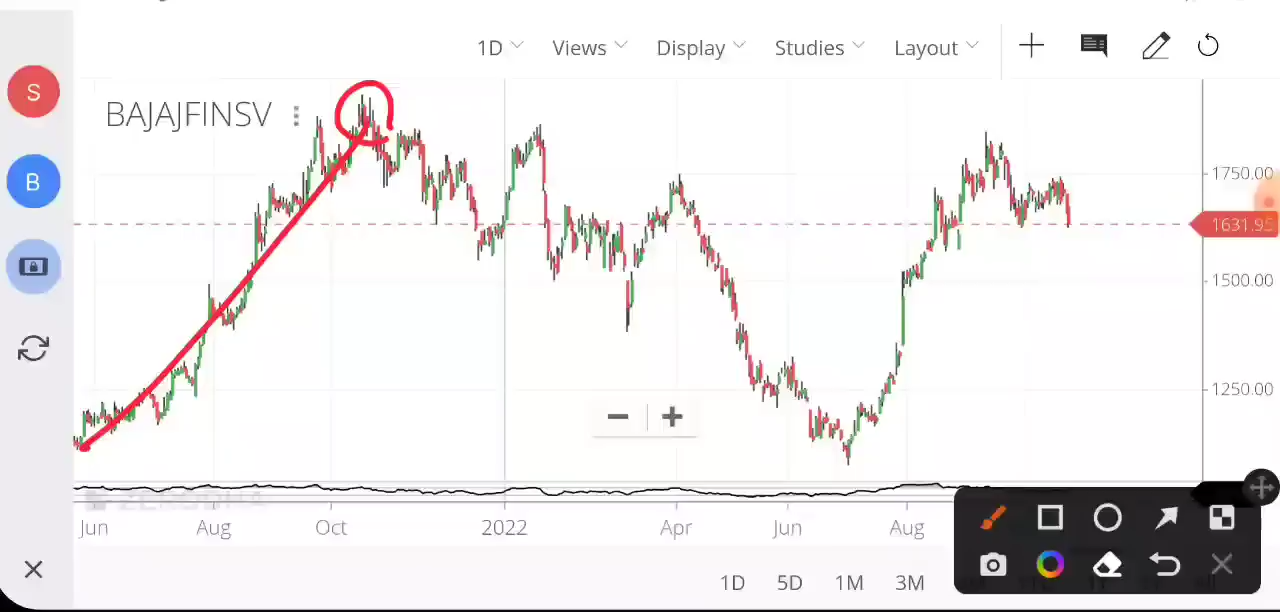 1D Views Display Studies Layout
S
BAJAJFINSV
B
1750.00
1631.95
1500.00
1250.00
ZERODHA
Jun Aug Oct 2022 Apr Jun Aug
1D 5D 1M 3M